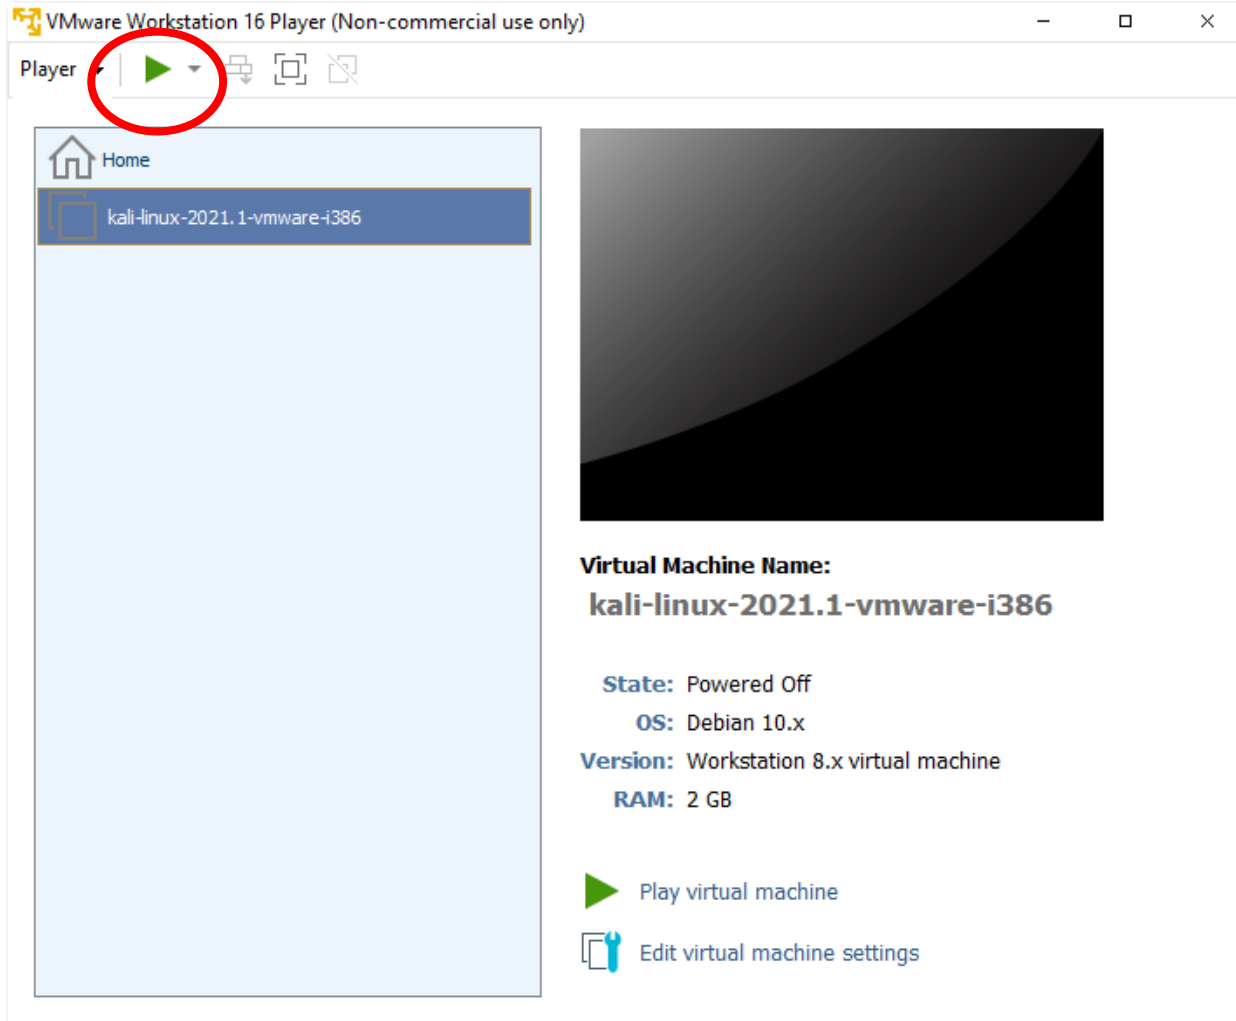 VMware Workstation 16 Player (Non-commercial use only)
Player
Home
kali-linux-2021.1-vmware-i386
Virtual Machine Name:
kali-linux-2021.1-vmware-i386
State: Powered Off
OS: Debian 10.x
Version: Workstation 8.x virtual machine
RAM: 2 GB
Play virtual machine
Edit virtual machine settings